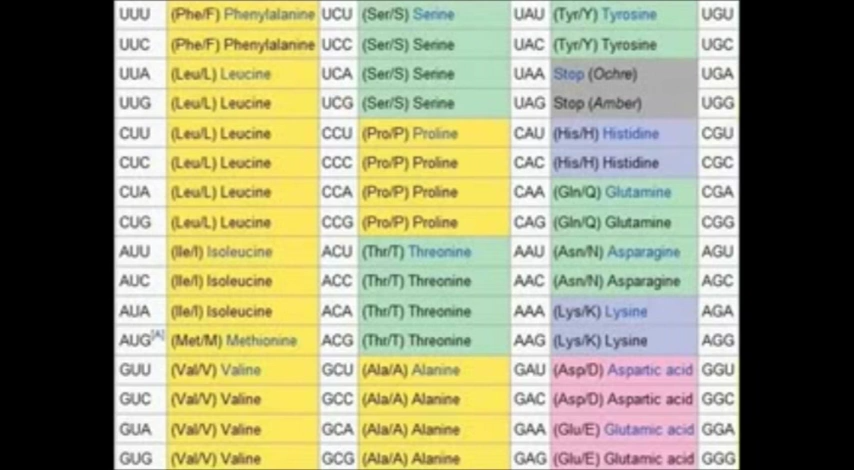 UUU (Phe/F) Phenylalanine UCU (Ser/S) Serine UAU (Tyr/Y) Tyrosine UGU
UUC (Phe/F) Phenylalanine UCC (Ser/S) Serine UAC (Tyr/Y) Tyrosine UGC
UUA (Leu/L) Leucine UCA (Ser/S) Serine UAA Stop (Ochre) UGA
UUG (Leu/L) Leucine UCG (Ser/S) Serine UAG Stop (Amber) UGG
CUU (Leu/L) Leucine CCU (Pro/P) Proline CAU (His/H) Histidine CGU
CUC (Leu/L) Leucine CCC (Pro/P) Proline CAC (His/H) Histidine CGC
CUA (Leu/L) Leucine CCA (Pro/P) Proline CAA (Gln/Q) Glutamine CGA
CUG (Leu/L) Leucine CCG (Pro/P) Proline CAG (Gln/Q) Glutamine CGG
AUU (Ile/I) Isoleucine ACU (Thr/T) Threonine AAU (Asn/N) Asparagine AGU
AUC (Ile/I) Isoleucine ACC (Thr/T) Threonine AAC (Asn/N) Asparagine AGC
AUA (Ile/I) Isoleucine ACA (Thr/T) Threonine AAA (Lys/K) Lysine AGA
AUG[A] (Met/M) Methionine ACG (Thr/T) Threonine AAG (Lys/K) Lysine AGG
GUU (Val/V) Valine GCU (Ala/A) Alanine GAU (Asp/D) Aspartic acid GGU
GUC (Val/V) Valine GCC (Ala/A) Alanine GAC (Asp/D) Aspartic acid GGC
GUA (Val/V) Valine GCA (Ala/A) Alanine GAA (Glu/E) Glutamic acid GGA
GUG (Val/V) Valine GCG (Ala/A) Alanine GAG (Glu/E) Glutamic acid GGG